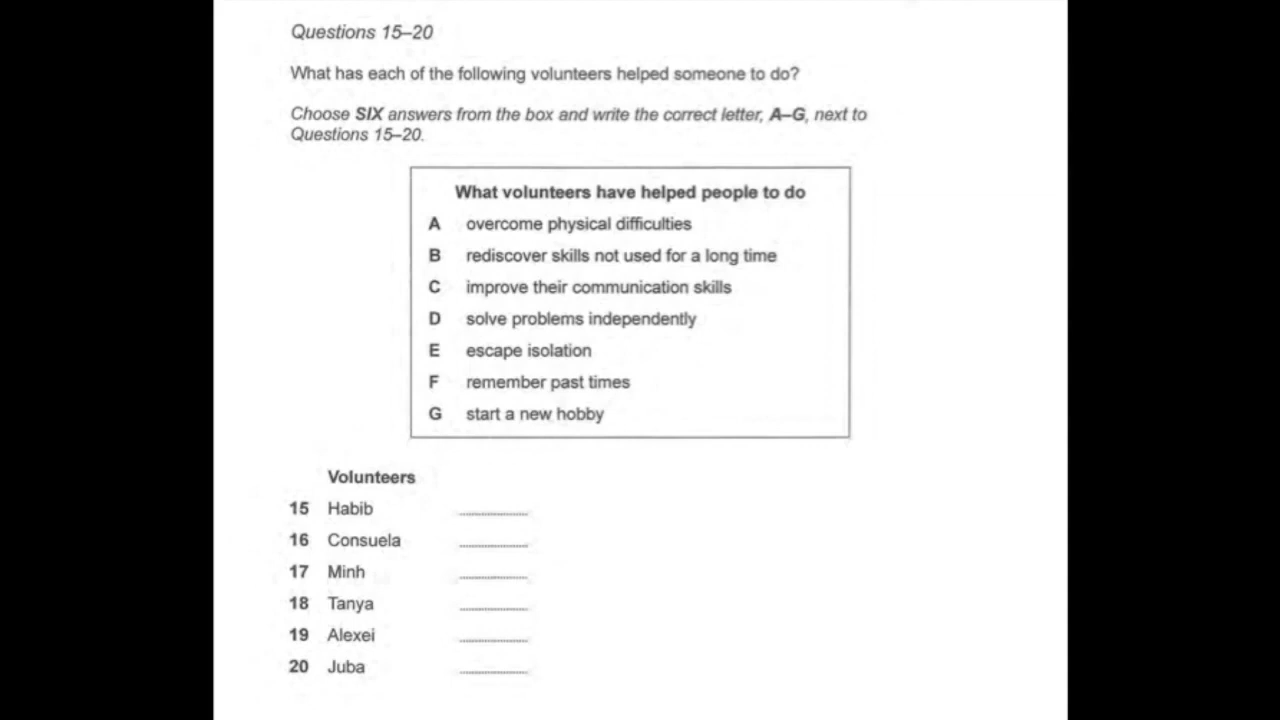 Questions 15–20
What has each of the following volunteers helped someone to do?
Choose SIX answers from the box and write the correct letter, A–G, next to
Questions 15–20.
What volunteers have helped people to do
A overcome physical difficulties
B rediscover skills not used for a long time
C improve their communication skills
D solve problems independently
E escape isolation
F remember past times
G start a new hobby
Volunteers
15 Habib
16 Consuela
17 Minh
18 Tanya
19 Alexei
20 Juba